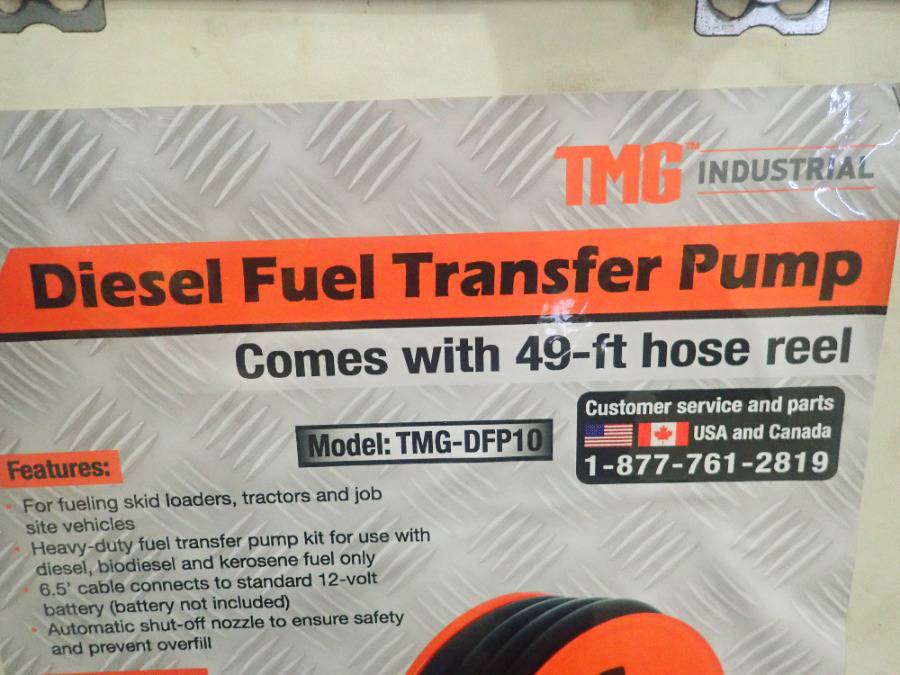 TMG™ INDUSTRIAL
Diesel Fuel Transfer Pump
Comes with 49-ft hose reel
Model: TMG-DFP10
Customer service and parts
USA and Canada
1-877-761-2819
Features:
· For fueling skid loaders, tractors and job
site vehicles
· Heavy-duty fuel transfer pump kit for use with
diesel, biodiesel and kerosene fuel only
· 6.5' cable connects to standard 12-volt
battery (battery not included)
· Automatic shut-off nozzle to ensure safety
and prevent overfill